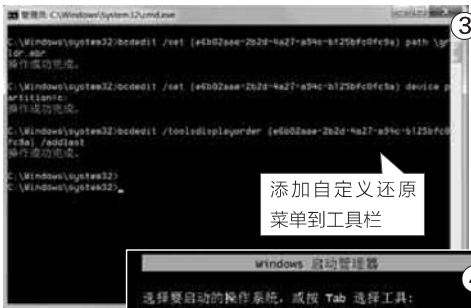 管理员: C:\Windows\System32\cmd.exe
③
C:\Windows\system32>bcdedit /set {e6b02aae-2b2d-4a27-a94c-b125bfc0fc9a} path \gr
ldr.mbr
操作成功完成。
C:\Windows\system32>bcdedit /set {e6b02aae-2b2d-4a27-a94c-b125bfc0fc9a} device p
artition=c:
操作成功完成。
C:\Windows\system32>bcdedit /toolsdisplayorder {e6b02aae-2b2d-4a27-a94c-b125bfc0
fc9a} /addlast
操作成功完成。
C:\Windows\system32>
C:\Windows\system32>
添加自定义还原
菜单到工具栏
Windows 启动管理器
选择要启动的操作系统，或按 Tab 选择工具: